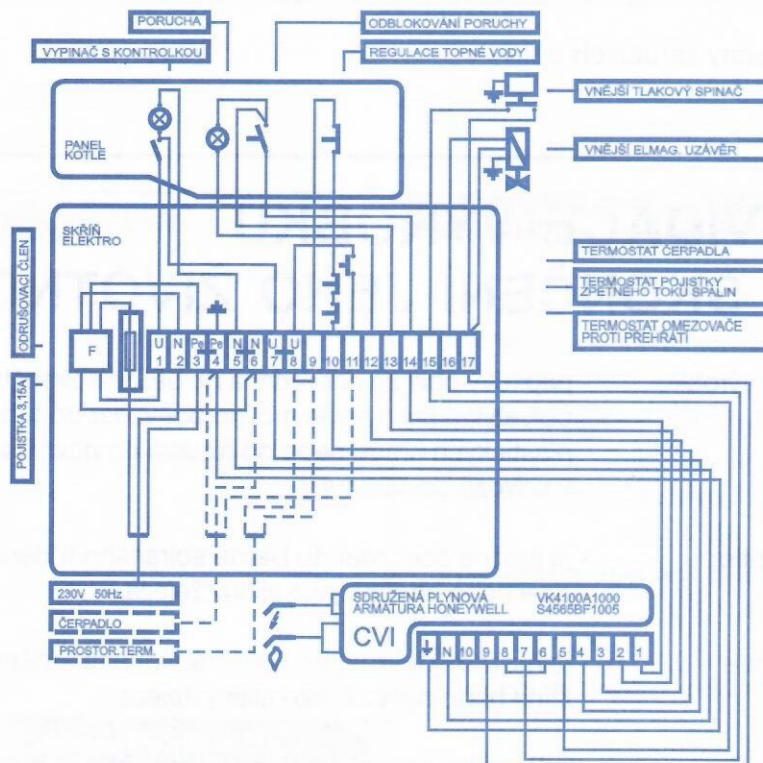 PORUCHA
ODBLOKOVÁNÍ PORUCHY
VYPINAČ S KONTROLKOU
REGULACE TOPNÉ VODY
VNĚJŠÍ TLAKOVÝ SPINAČ
PANEL
KOTLE
VNĚJŠÍ ELMAG. UZÁVĚR
SKŘÍŇ
ELEKTRO
ODRUŠOVACÍ ČLEN
TERMOSTAT ČERPADLA
TERMOSTAT POJISTKY
ZPĚTNÉHO TOKU SPALIN
TERMOSTAT OMEZOVAČE
PROTI PŘEHŘÁTÍ
F
U N Pe Pe N N U U
1 2 3 4 5 6 7 8 9 10 11 12 13 14 15 16 17
POJISTKA 3,15A
230V 50Hz
ČERPADLO
PROSTOR.TERM.
SDRUŽENÁ PLYNOVÁ VK4100A1000
ARMATURA HONEYWELL S4565BF1005
CVI
N 10 9 8 7 6 5 4 3 2 1